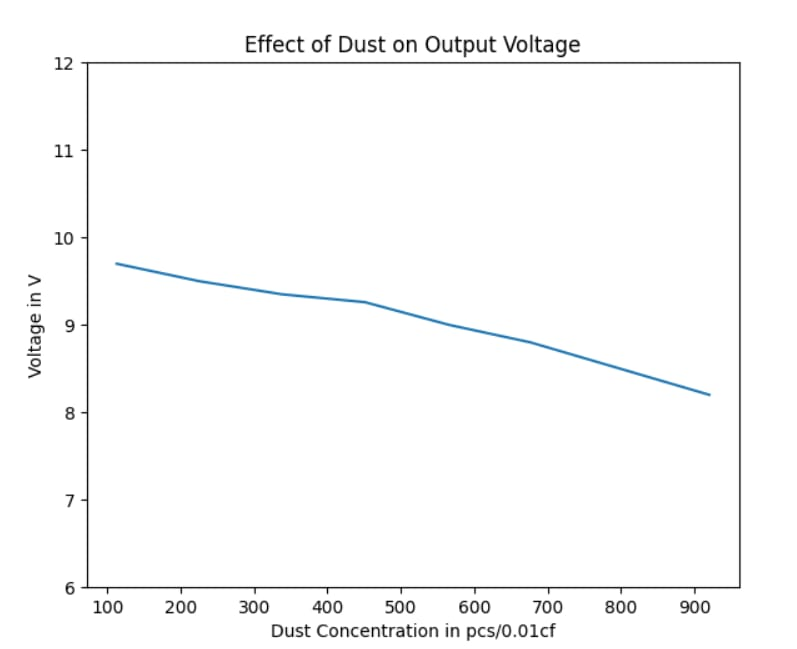 Effect of Dust on Output Voltage
12
11
10
9
8
7
6
Voltage in V
100 200 300 400 500 600 700 800 900
Dust Concentration in pcs/0.01cf